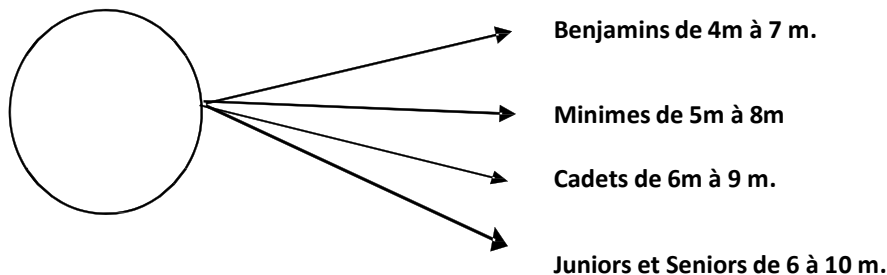 Benjamins de 4m à 7 m.
Minimes de 5m à 8m
Cadets de 6m à 9 m.
Juniors et Seniors de 6 à 10 m.